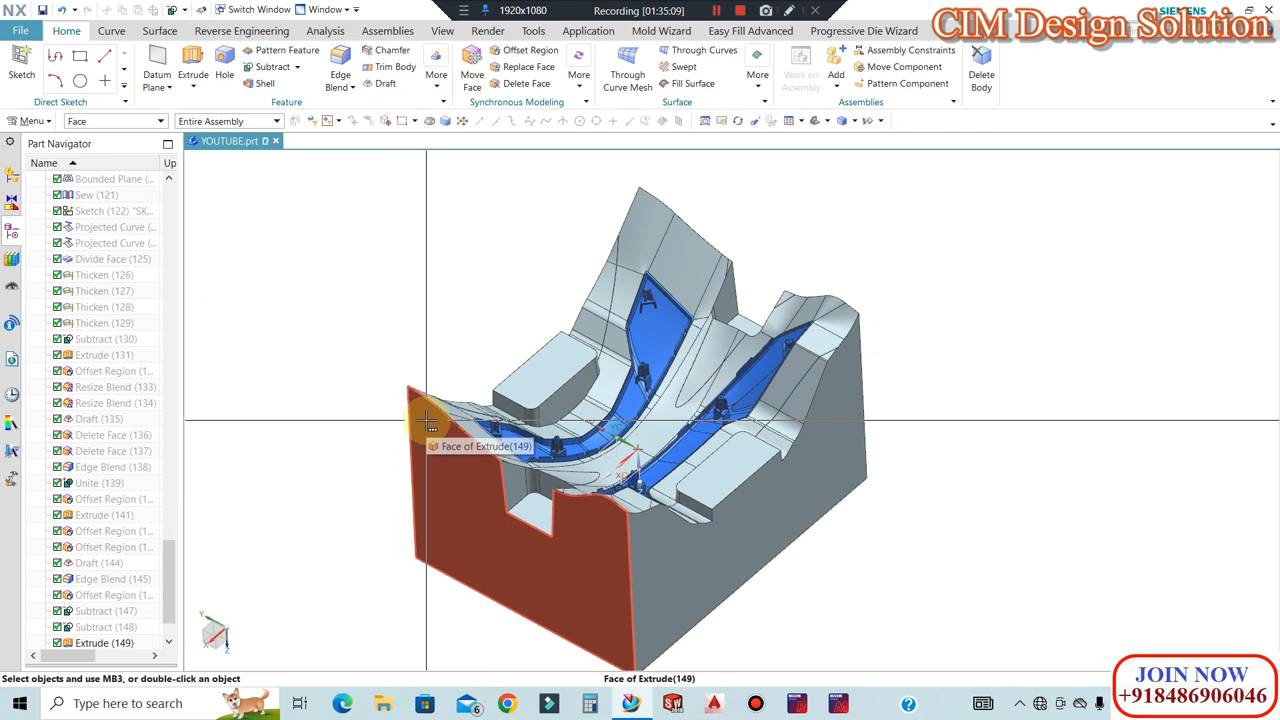 NX
Switch Window
Window
1920x1080
Recording [01:35:09]
SIEMENS
CIM Design Solution
File
Home
Curve
Surface
Reverse Engineering
Analysis
Assemblies
View
Render
Tools
Application
Mold Wizard
Easy Fill Advanced
Progressive Die Wizard
Sketch
Datum Plane
Extrude
Hole
Pattern Feature
Subtract
Shell
Edge Blend
Chamfer
Trim Body
Draft
More
Move Face
Offset Region
Replace Face
Delete Face
More
Through Curve Mesh
Through Curves
Swept
Fill Surface
More
Work on Assembly
Add
Assembly Constraints
Move Component
Pattern Component
Delete Body
Direct Sketch
Feature
Synchronous Modeling
Surface
Assemblies
Menu
Face
Entire Assembly
Part Navigator
YOUTUBE.prt
Name
Up
Bounded Plane (...
Sew (121)
Sketch (122) "SK...
Projected Curve (...
Projected Curve (...
Divide Face (125)
Thicken (126)
Thicken (127)
Thicken (128)
Thicken (129)
Subtract (130)
Extrude (131)
Offset Region (1...
Resize Blend (133)
Resize Blend (134)
Draft (135)
Delete Face (136)
Delete Face (137)
Edge Blend (138)
Unite (139)
Offset Region (1...
Extrude (141)
Offset Region (1...
Offset Region (1...
Draft (144)
Edge Blend (145)
Offset Region (1...
Subtract (147)
Subtract (148)
Extrude (149)
Face of Extrude(149)
YC
XC
Y
X
Z
Select objects and use MB3, or double-click an object
Face of Extrude(149)
JOIN NOW
+918486906046
Type here to search
6